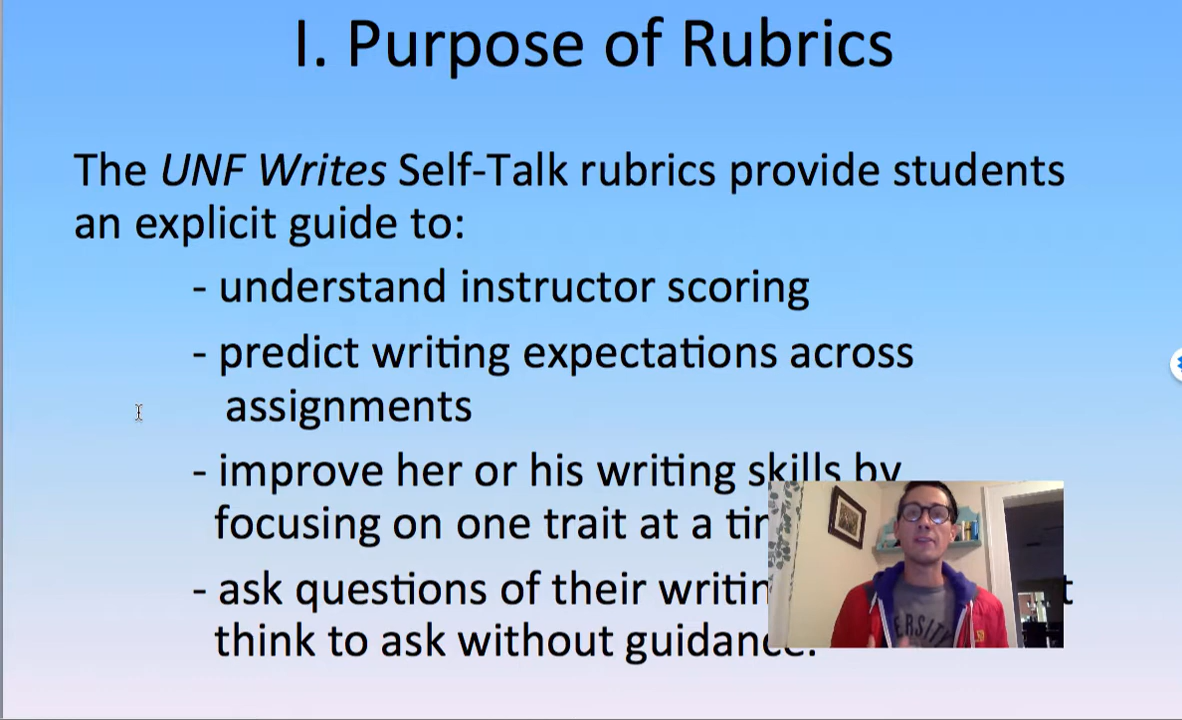 I. Purpose of Rubrics
The UNF Writes Self-Talk rubrics provide students
an explicit guide to:
- understand instructor scoring
- predict writing expectations across
assignments
- improve her or his writing skills by
focusing on one trait at a
- ask questions of their
think to ask without guidance.